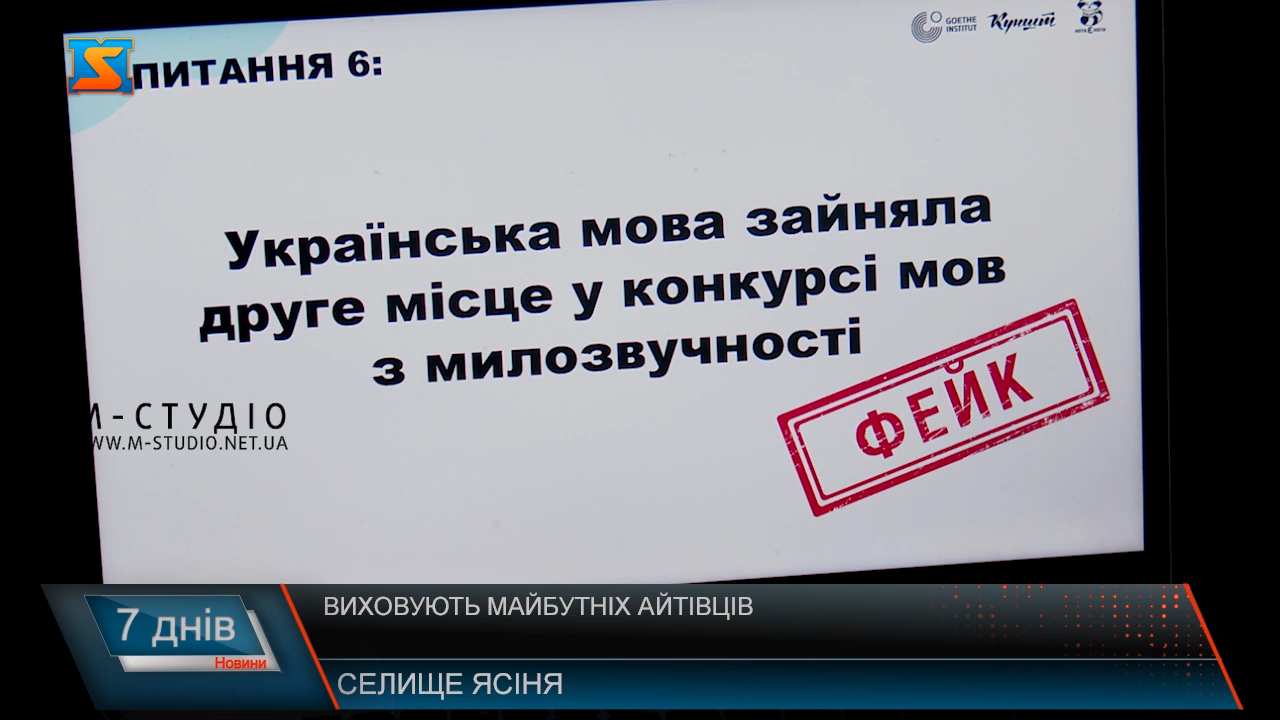 GOETHE
INSTITUT
Куншт
ПИТАННЯ 6:
Українська мова зайняла
друге місце у конкурсі мов
з милозвучності
ФЕЙК
М-СТУДІО
WWW.M-STUDIO.NET.UA
7 днів
Новини
ВИХОВУЮТЬ МАЙБУТНІХ АЙТІВЦІВ
СЕЛИЩЕ ЯСІНЯ